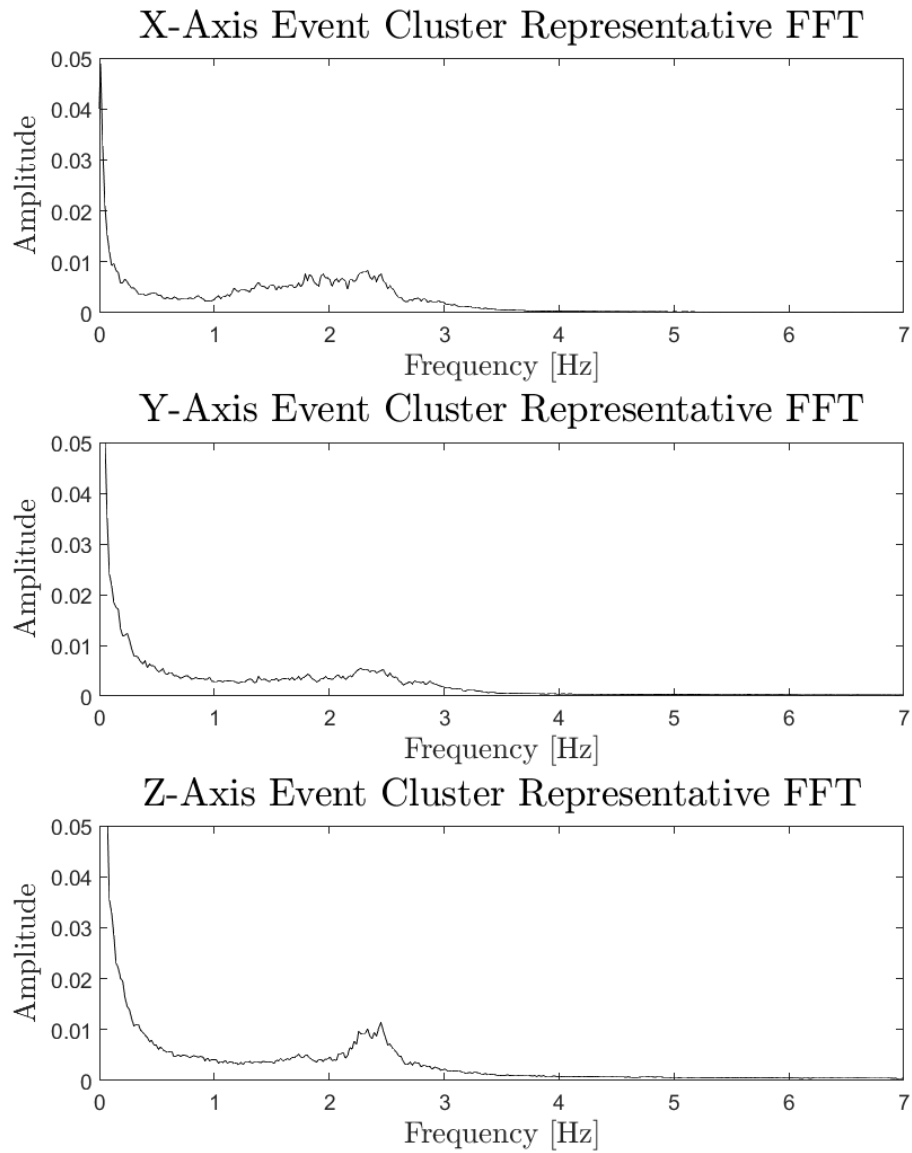 X-Axis Event Cluster Representative FFT
0.05
0.04
0.03
0.02
0.01
0
Amplitude
0 1 2 3 4 5 6 7
Frequency [Hz]
Y-Axis Event Cluster Representative FFT
0.05
0.04
0.03
0.02
0.01
0
Amplitude
0 1 2 3 4 5 6 7
Frequency [Hz]
Z-Axis Event Cluster Representative FFT
0.05
0.04
0.03
0.02
0.01
0
Amplitude
0 1 2 3 4 5 6 7
Frequency [Hz]